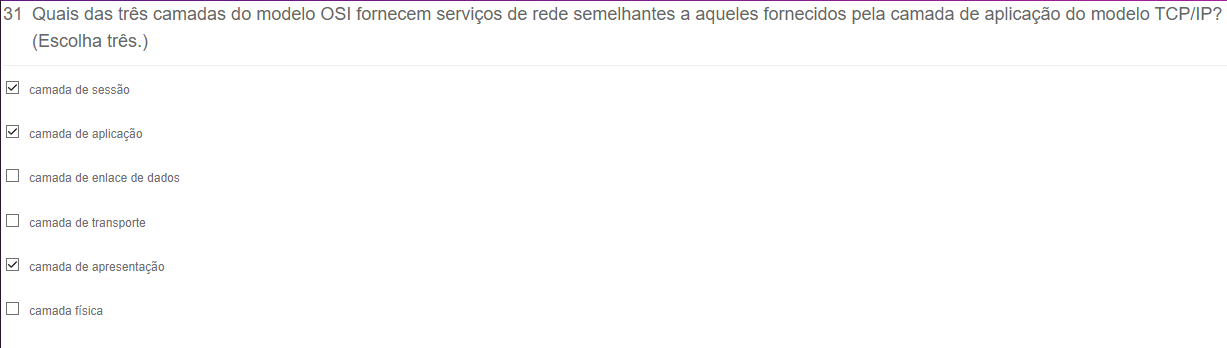 31 Quais das três camadas do modelo OSI fornecem serviços de rede semelhantes a aqueles fornecidos pela camada de aplicação do modelo TCP/IP?
(Escolha três.)
camada de sessão
camada de aplicação
camada de enlace de dados
camada de transporte
camada de apresentação
camada física